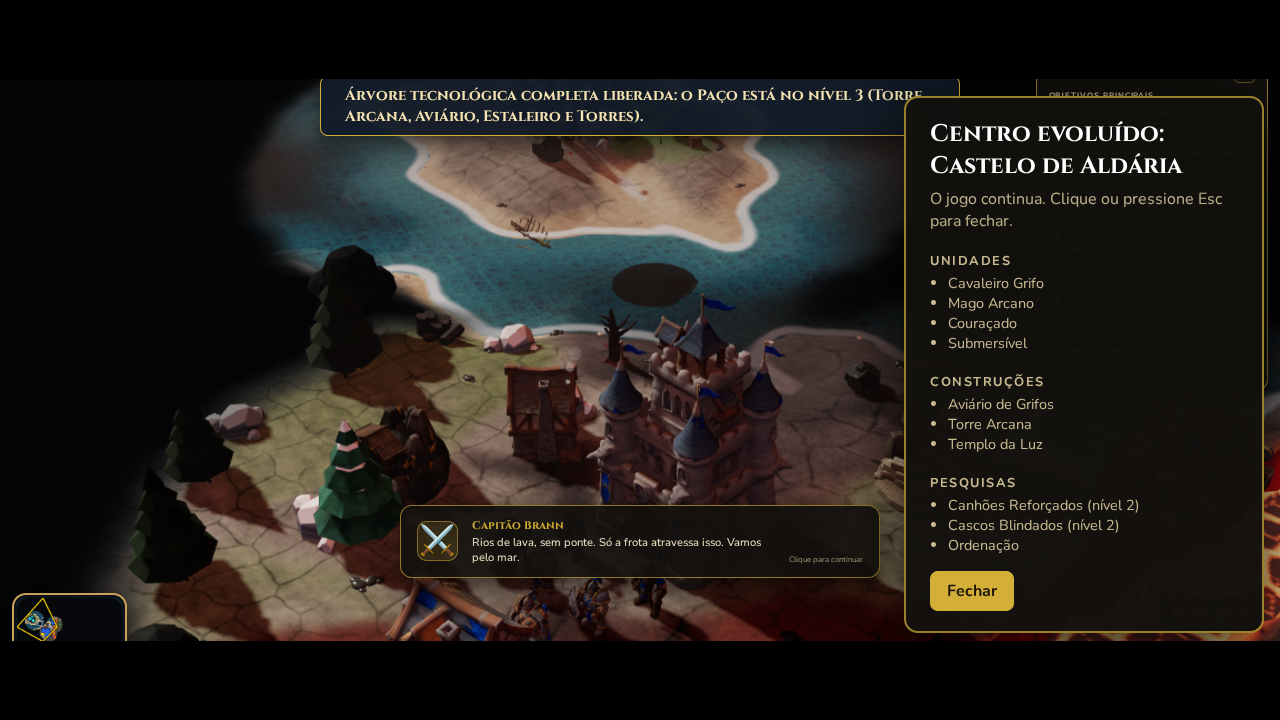 Árvore tecnológica completa liberada: o Paço está no nível 3 (Torre
Arcana, Aviário, Estaleiro e Torres).
OBJETIVOS PRINCIPAIS
Centro evoluído:
Castelo de Aldária
O jogo continua. Clique ou pressione Esc
para fechar.
UNIDADES
• Cavaleiro Grifo
• Mago Arcano
• Couraçado
• Submersível
CONSTRUÇÕES
• Aviário de Grifos
• Torre Arcana
• Templo da Luz
PESQUISAS
• Canhões Reforçados (nível 2)
• Cascos Blindados (nível 2)
• Ordenação
Fechar
Capitão Brann
Rios de lava, sem ponte. Só a frota atravessa isso. Vamos
pelo mar.
Clique para continuar